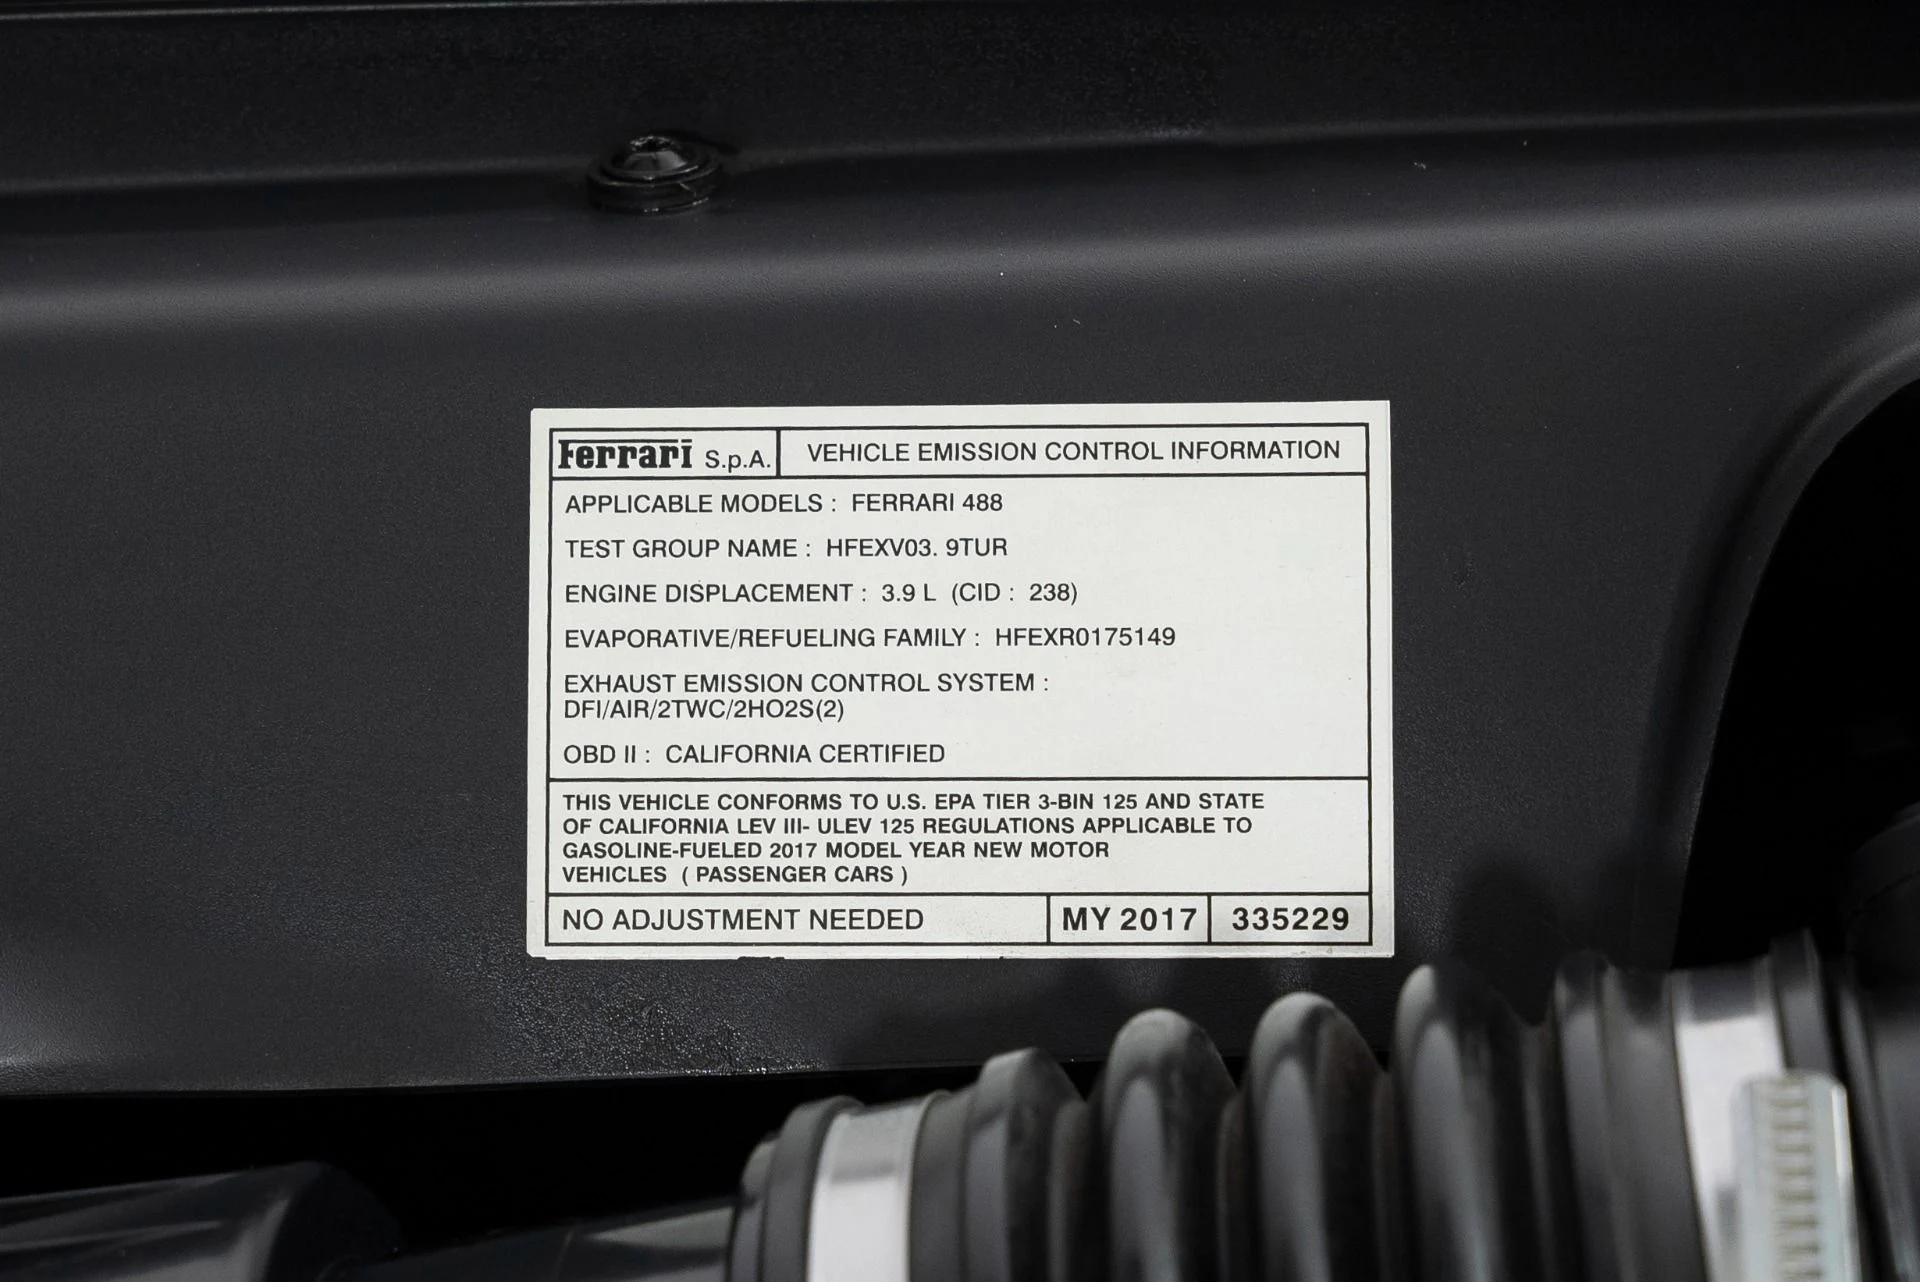 Ferrari S.p.A. VEHICLE EMISSION CONTROL INFORMATION
APPLICABLE MODELS : FERRARI 488
TEST GROUP NAME : HFEXV03. 9TUR
ENGINE DISPLACEMENT : 3.9 L (CID : 238)
EVAPORATIVE/REFUELING FAMILY : HFEXR0175149
EXHAUST EMISSION CONTROL SYSTEM :
DFI/AIR/2TWC/2HO2S(2)
OBD II : CALIFORNIA CERTIFIED
THIS VEHICLE CONFORMS TO U.S. EPA TIER 3-BIN 125 AND STATE
OF CALIFORNIA LEV III- ULEV 125 REGULATIONS APPLICABLE TO
GASOLINE-FUELED 2017 MODEL YEAR NEW MOTOR
VEHICLES ( PASSENGER CARS )
NO ADJUSTMENT NEEDED MY 2017 335229